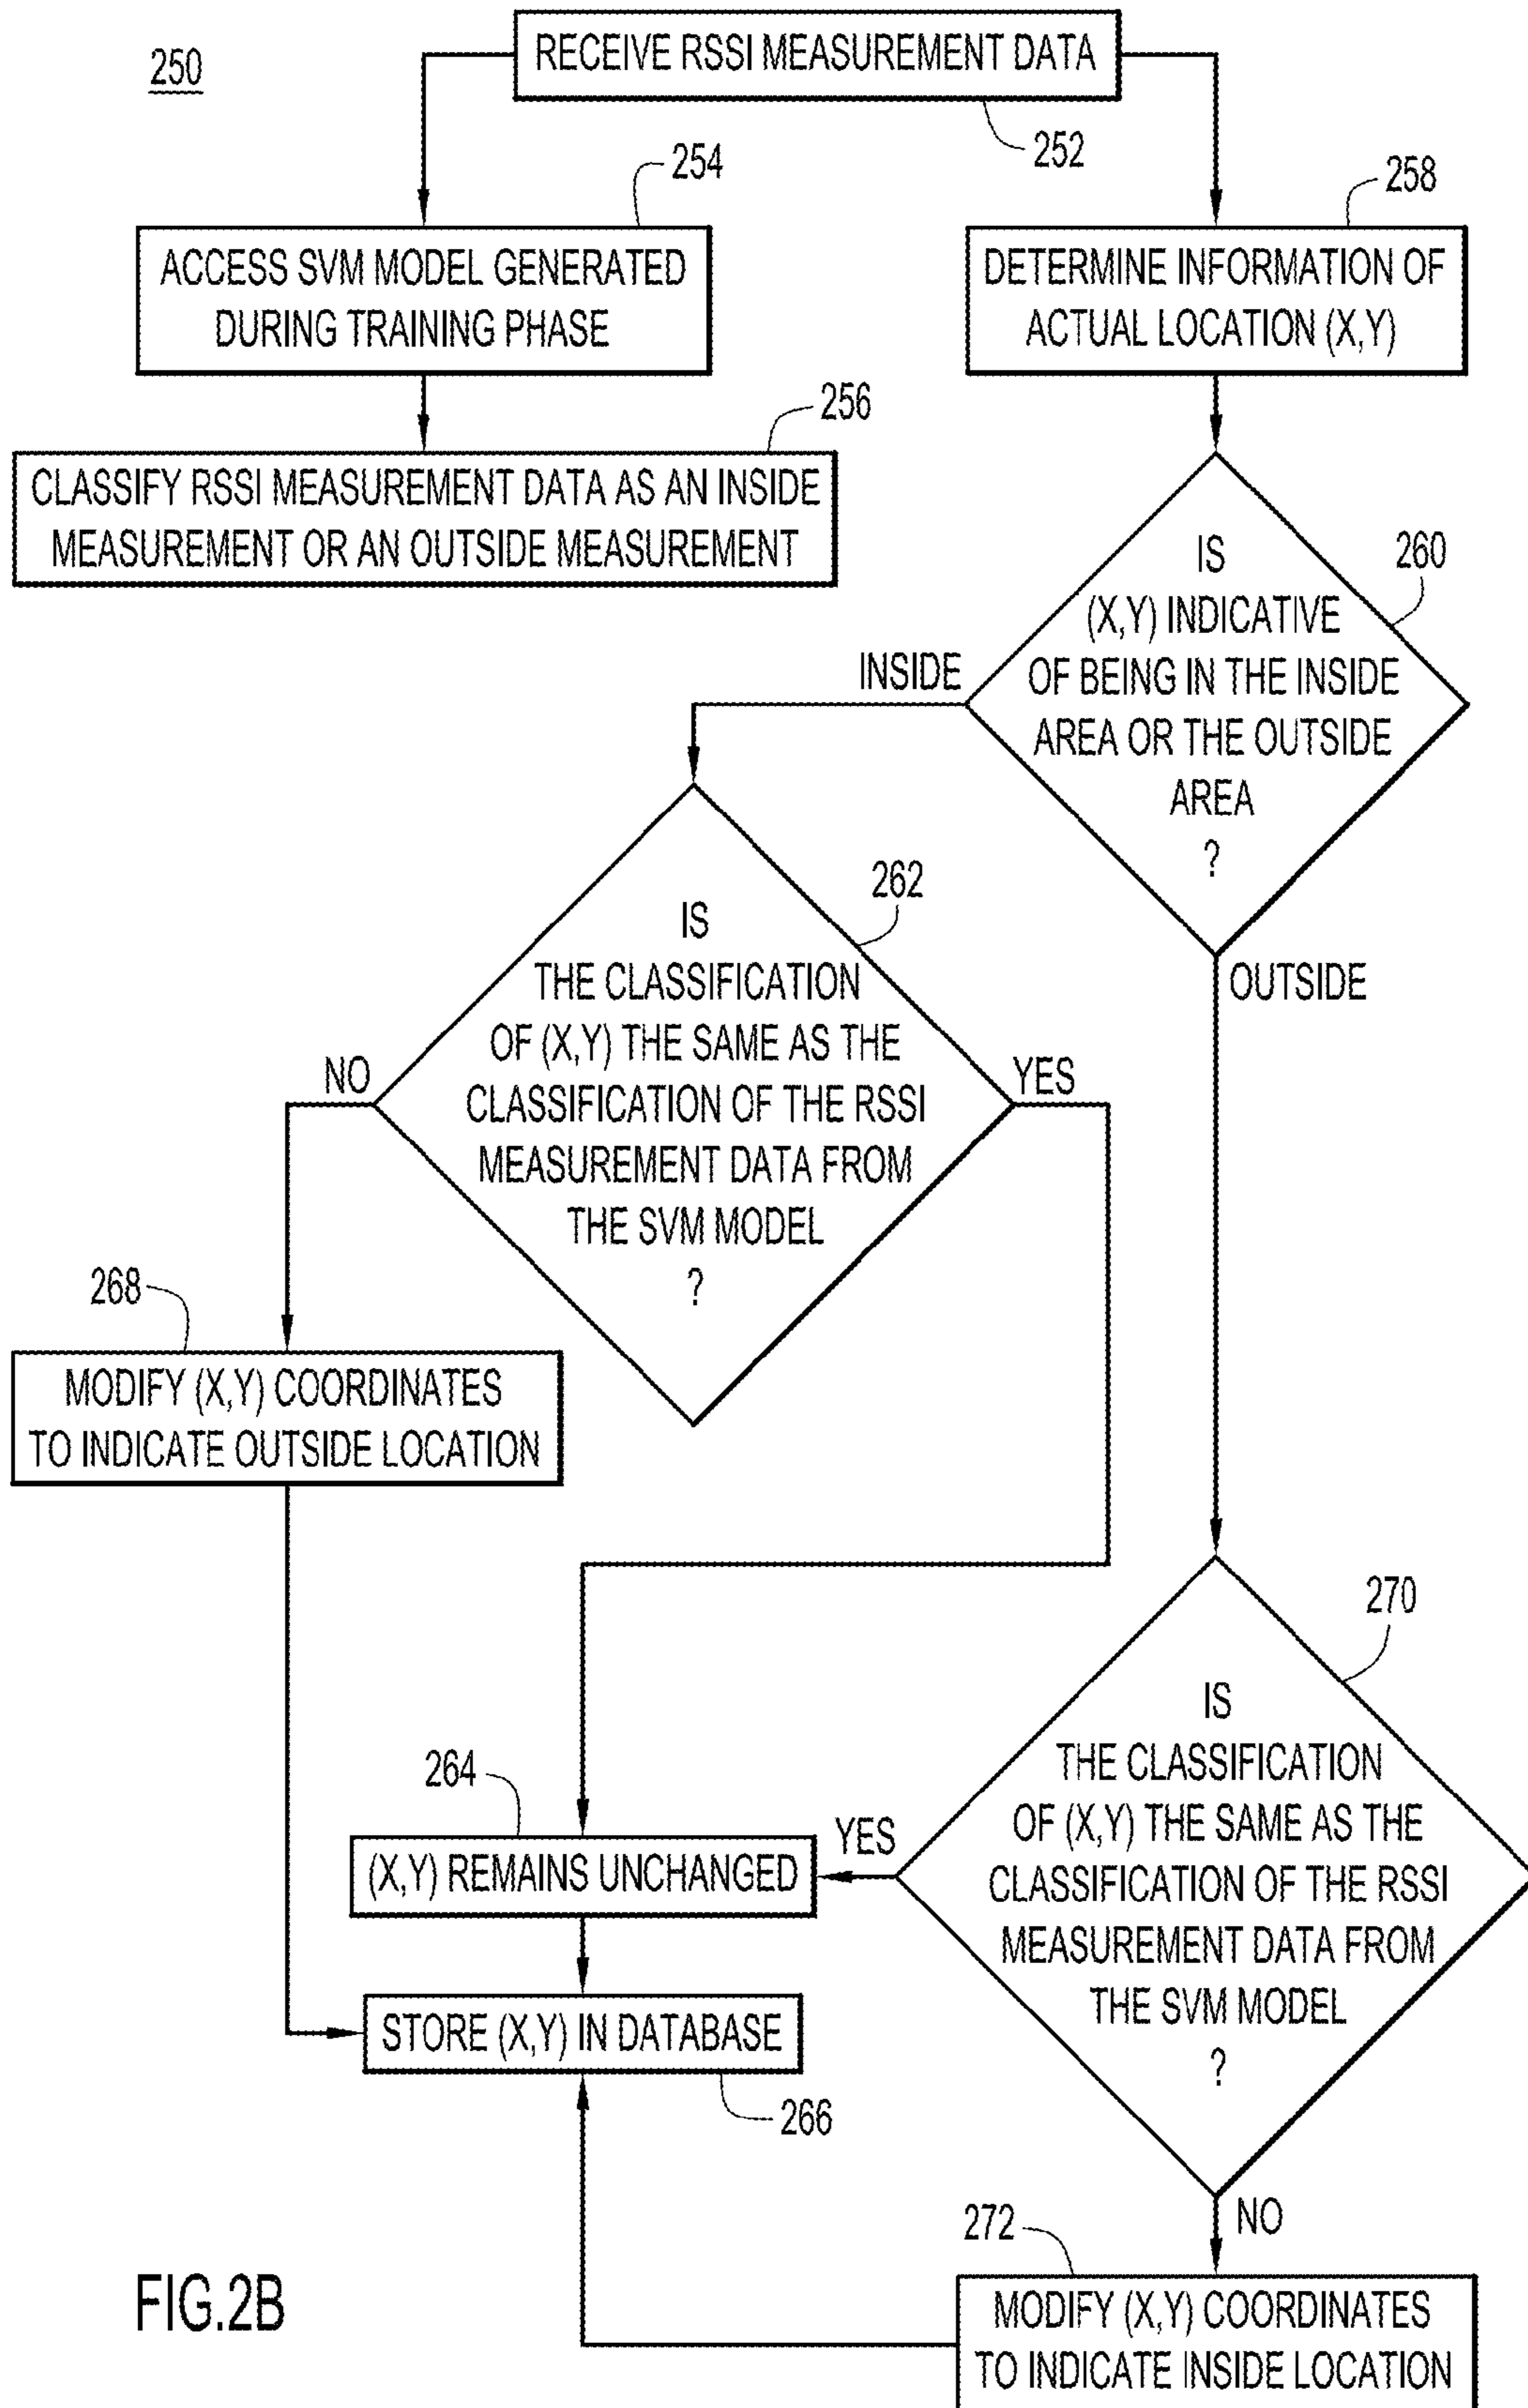 250
RECEIVE RSSI MEASUREMENT DATA
252
254
258
ACCESS SVM MODEL GENERATED
DURING TRAINING PHASE
DETERMINE INFORMATION OF
ACTUAL LOCATION (X,Y)
256
CLASSIFY RSSI MEASUREMENT DATA AS AN INSIDE
MEASUREMENT OR AN OUTSIDE MEASUREMENT
260
IS
(X,Y) INDICATIVE
OF BEING IN THE INSIDE
AREA OR THE OUTSIDE
AREA
?
INSIDE
OUTSIDE
262
IS
THE CLASSIFICATION
OF (X,Y) THE SAME AS THE
CLASSIFICATION OF THE RSSI
MEASUREMENT DATA FROM
THE SVM MODEL
?
NO
YES
268
MODIFY (X,Y) COORDINATES
TO INDICATE OUTSIDE LOCATION
270
IS
THE CLASSIFICATION
OF (X,Y) THE SAME AS THE
CLASSIFICATION OF THE RSSI
MEASUREMENT DATA FROM
THE SVM MODEL
?
264
YES
(X,Y) REMAINS UNCHANGED
STORE (X,Y) IN DATABASE
266
NO
272
MODIFY (X,Y) COORDINATES
TO INDICATE INSIDE LOCATION
FIG.2B